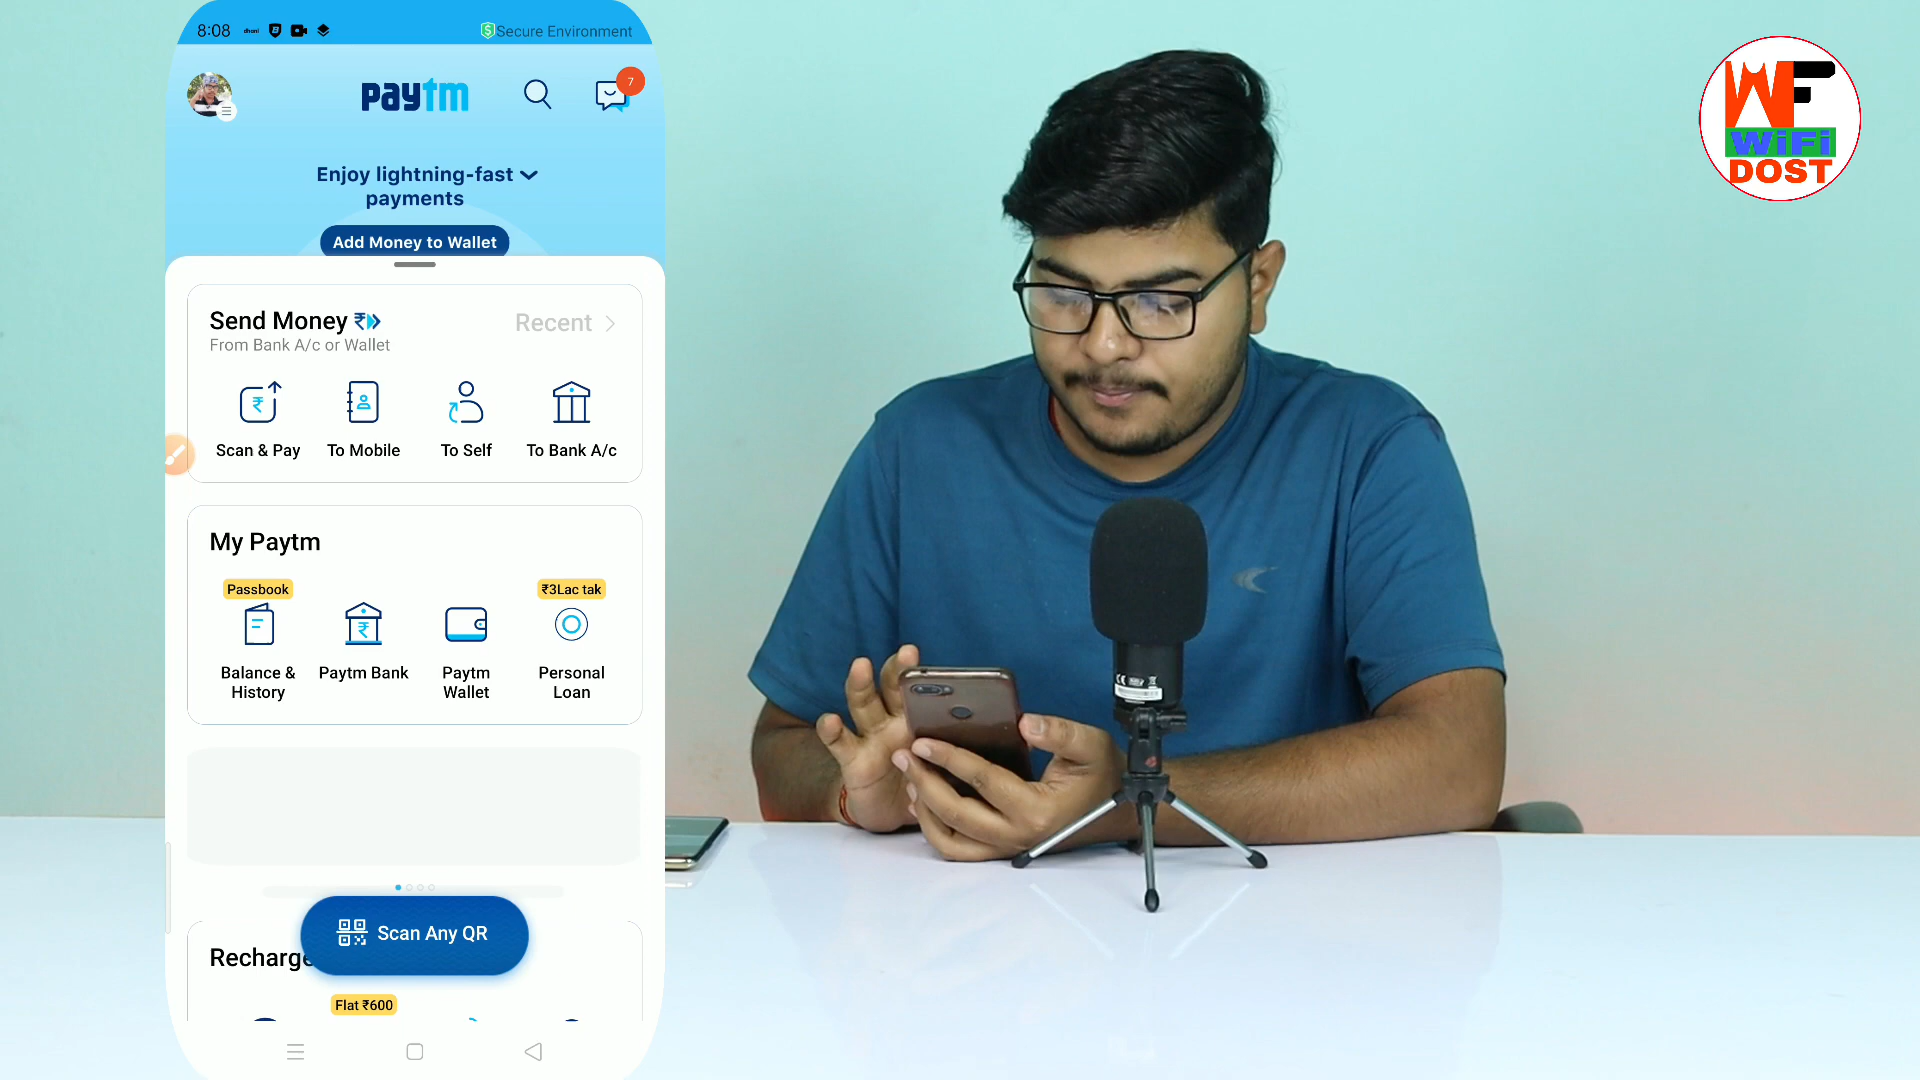 8:08
dhani
Secure Environment
paytm
7
Enjoy lightning-fast
payments
Add Money to Wallet
Send Money
Recent
From Bank A/c or Wallet
Scan & Pay
To Mobile
To Self
To Bank A/c
My Paytm
Passbook
₹3Lac tak
Balance &
History
Paytm Bank
Paytm
Wallet
Personal
Loan
Scan Any QR
Recharge
Flat ₹600
WF
WiFi
DOST